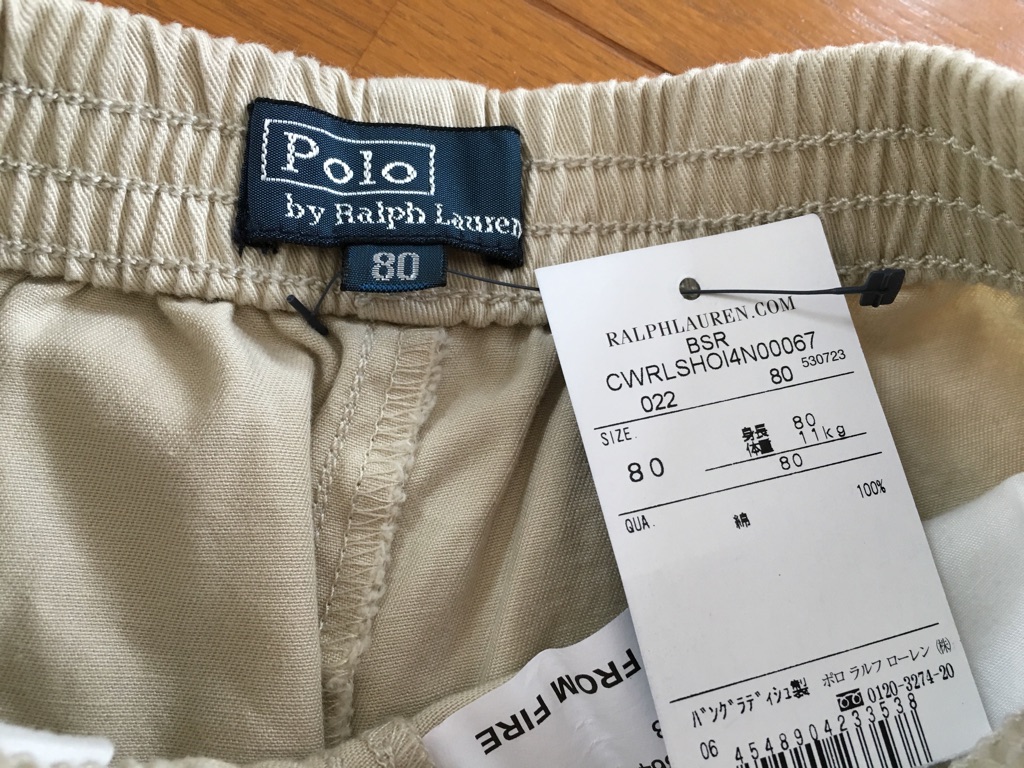 Polo
by Ralph Lauren
80
RALPHLAUREN.COM
BSR
CWRLSHOI4N00067
022 80 530723
SIZE. 身長 80
80 体重 11kg
80
QUA. 綿 100%
バングラディシュ製 ポロ ラルフ ローレン ㈱
0120-3274-20
06 4548904233538
FROM FIRE